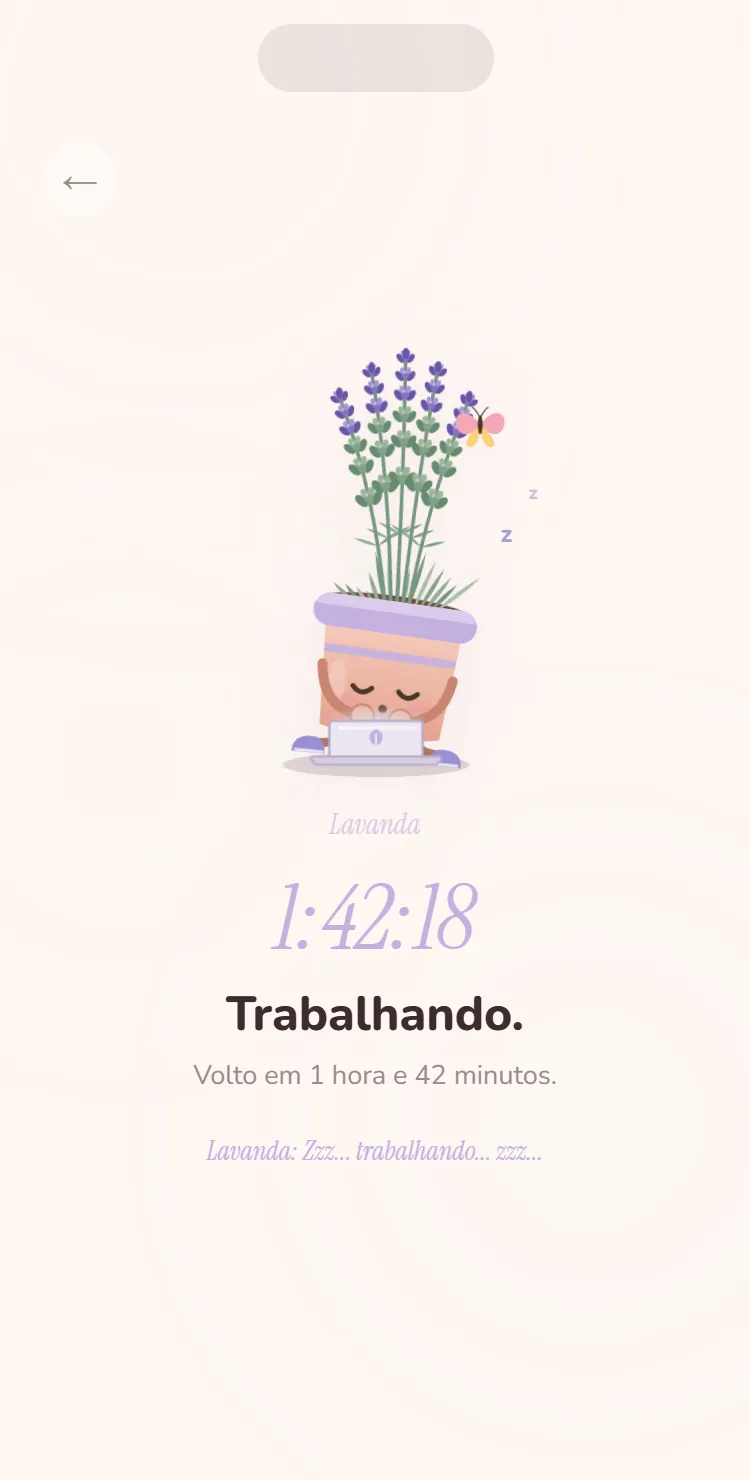 z
z
Lavanda
1:42:18
Trabalhando.
Volto em 1 hora e 42 minutos.
Lavanda: Zzz... trabalhando... zzz...